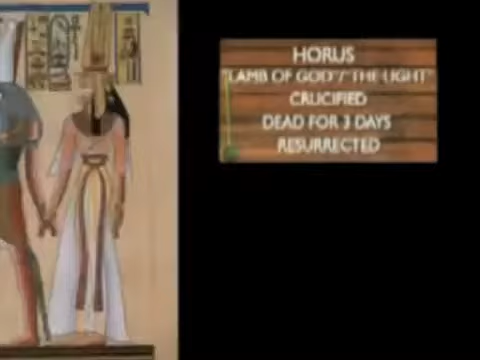 HORUS
"LAMB OF GOD"/"THE LIGHT"
CRUCIFIED
DEAD FOR 3 DAYS
RESURRECTED